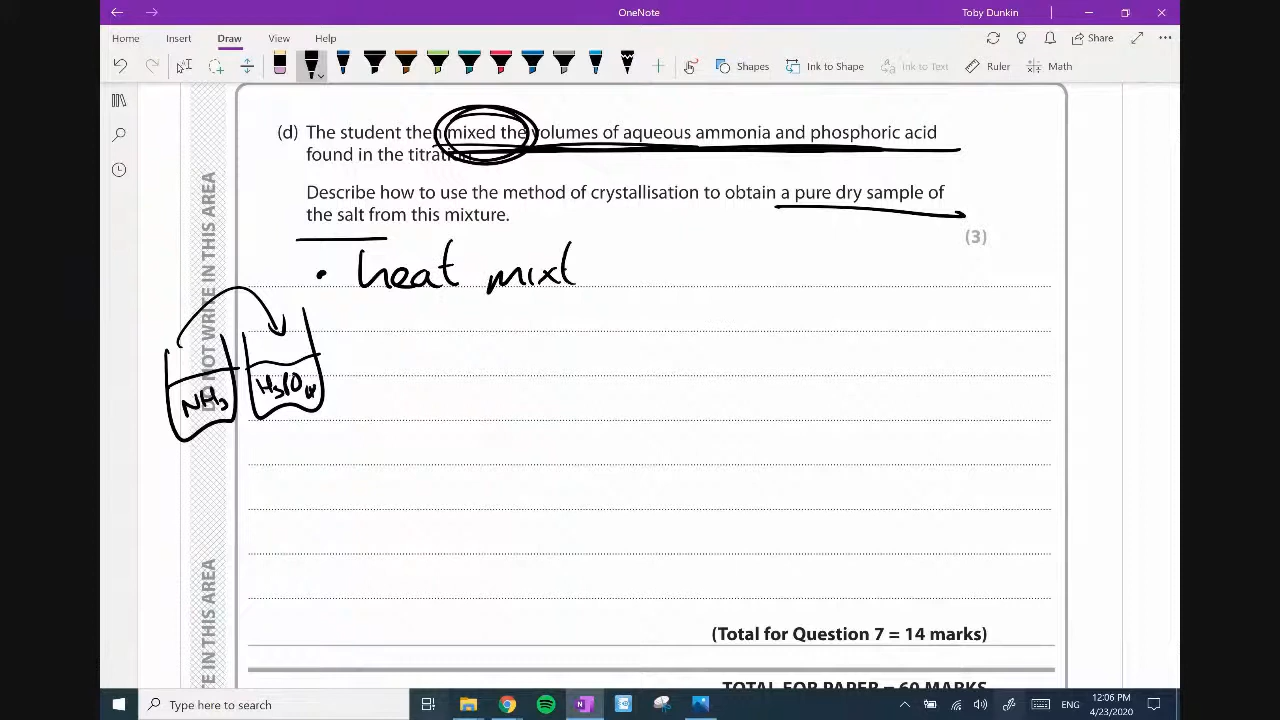 OneNote
Toby Dunkin
Home
Insert
Draw
View
Help
Share
Shapes
Ink to Shape
Ink to Text
Ruler
Math
(d) The student then mixed the volumes of aqueous ammonia and phosphoric acid
found in the titration.
Describe how to use the method of crystallisation to obtain a pure dry sample of
the salt from this mixture.
(3)
• heat mixt
NH3
H3PO4
DO NOT WRITE IN THIS AREA
(Total for Question 7 = 14 marks)
TE IN THIS AREA
TOTAL FOR PAPER = 60 MARKS
Type here to search
ENG
12:06 PM
4/23/2020